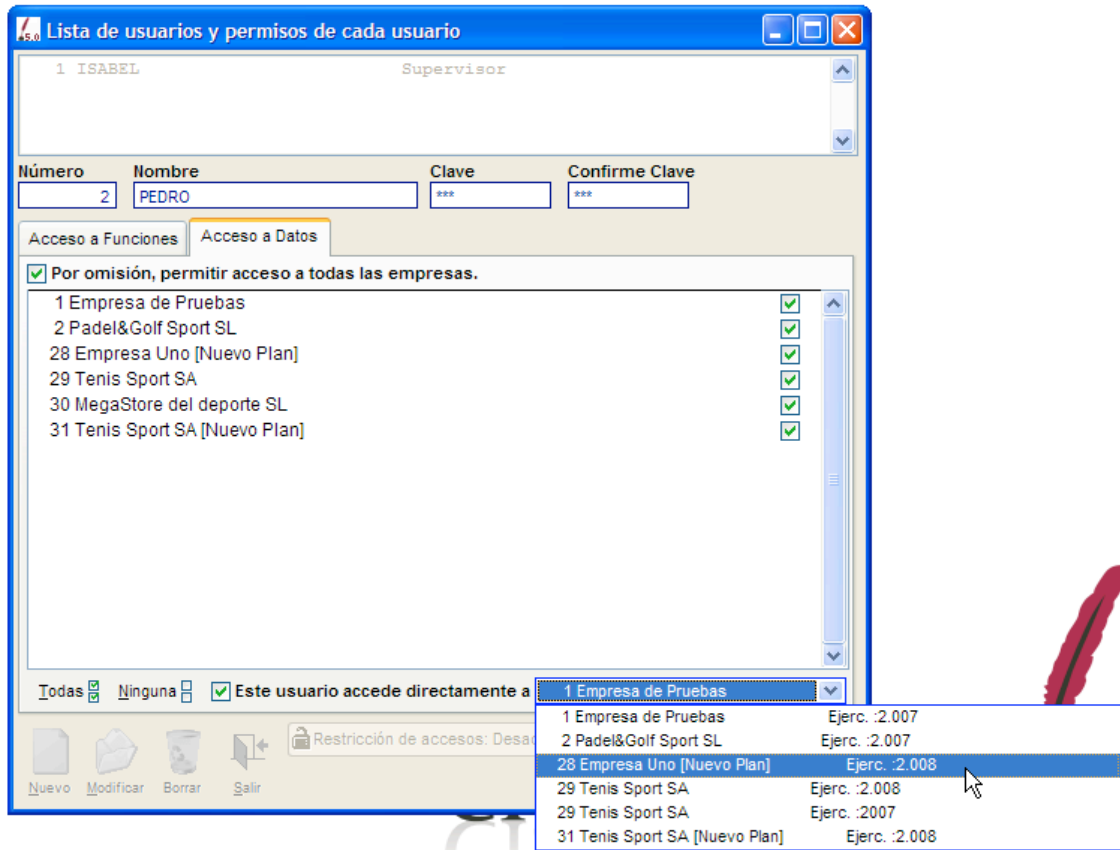 5.0 Lista de usuarios y permisos de cada usuario
1 ISABEL Supervisor
Número Nombre Clave Confirme Clave
2 PEDRO *** ***
Acceso a Funciones Acceso a Datos
Por omisión, permitir acceso a todas las empresas.
1 Empresa de Pruebas
2 Padel&Golf Sport SL
28 Empresa Uno [Nuevo Plan]
29 Tenis Sport SA
30 MegaStore del deporte SL
31 Tenis Sport SA [Nuevo Plan]
Todas Ninguna Este usuario accede directamente a 1 Empresa de Pruebas
1 Empresa de Pruebas Ejerc. :2.007
2 Padel&Golf Sport SL Ejerc. :2.007
28 Empresa Uno [Nuevo Plan] Ejerc. :2.008
29 Tenis Sport SA Ejerc. :2.008
29 Tenis Sport SA Ejerc. :2007
31 Tenis Sport SA [Nuevo Plan] Ejerc. :2.008
Restricción de accesos:
Nuevo Modificar Borrar Salir